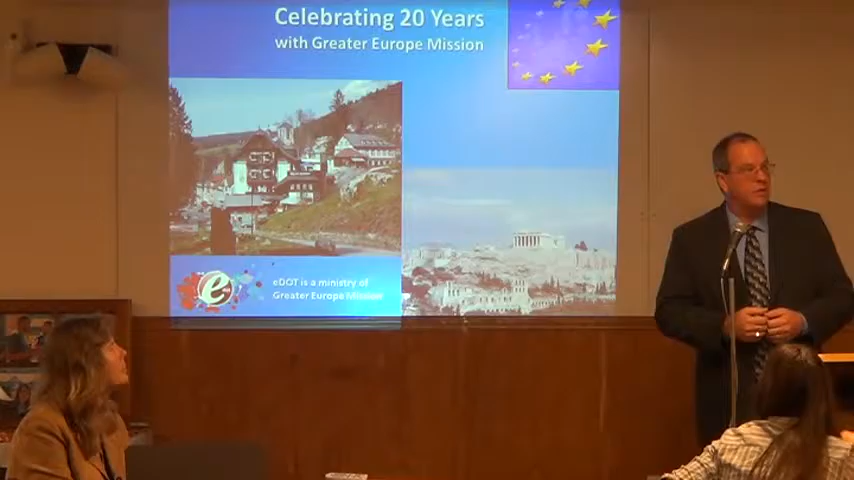 Celebrating 20 Years
with Greater Europe Mission
e
eDOT is a ministry of
Greater Europe Mission